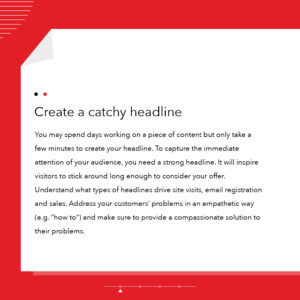 Create a catchy headline
You may spend days working on a piece of content but only take a
few minutes to create your headline. To capture the immediate
attention of your audience, you need a strong headline. It will inspire
visitors to stick around long enough to consider your offer.
Understand what types of headlines drive site visits, email registration
and sales. Address your customers' problems in an empathetic way
(e.g. "how to") and make sure to provide a compassionate solution to
their problems.